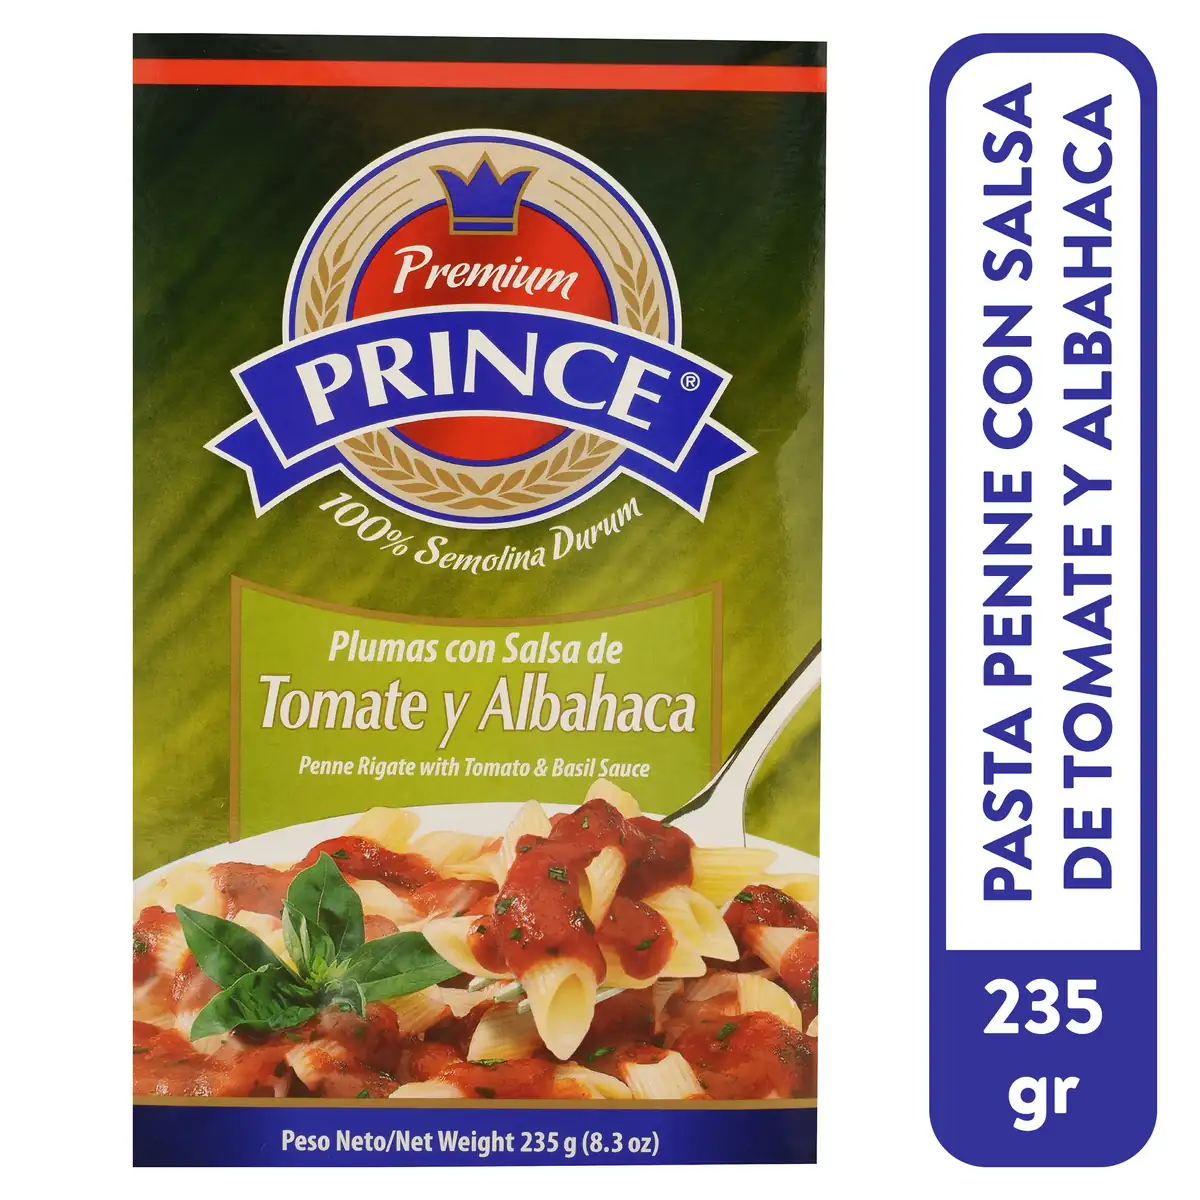 Premium
PRINCE®
100% Semolina Durum
Plumas con Salsa de
Tomate y Albahaca
Penne Rigate with Tomato & Basil Sauce
Peso Neto/Net Weight 235 g (8.3 oz)
PASTA PENNE CON SALSA
DE TOMATE Y ALBAHACA
235
gr